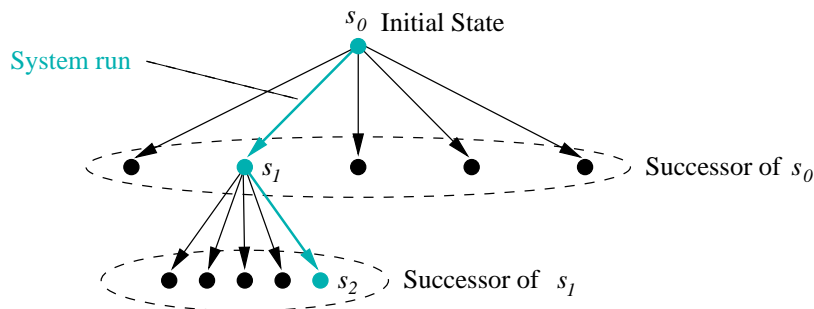 s0 Initial State
System run
s1
Successor of s0
s2
Successor of s1